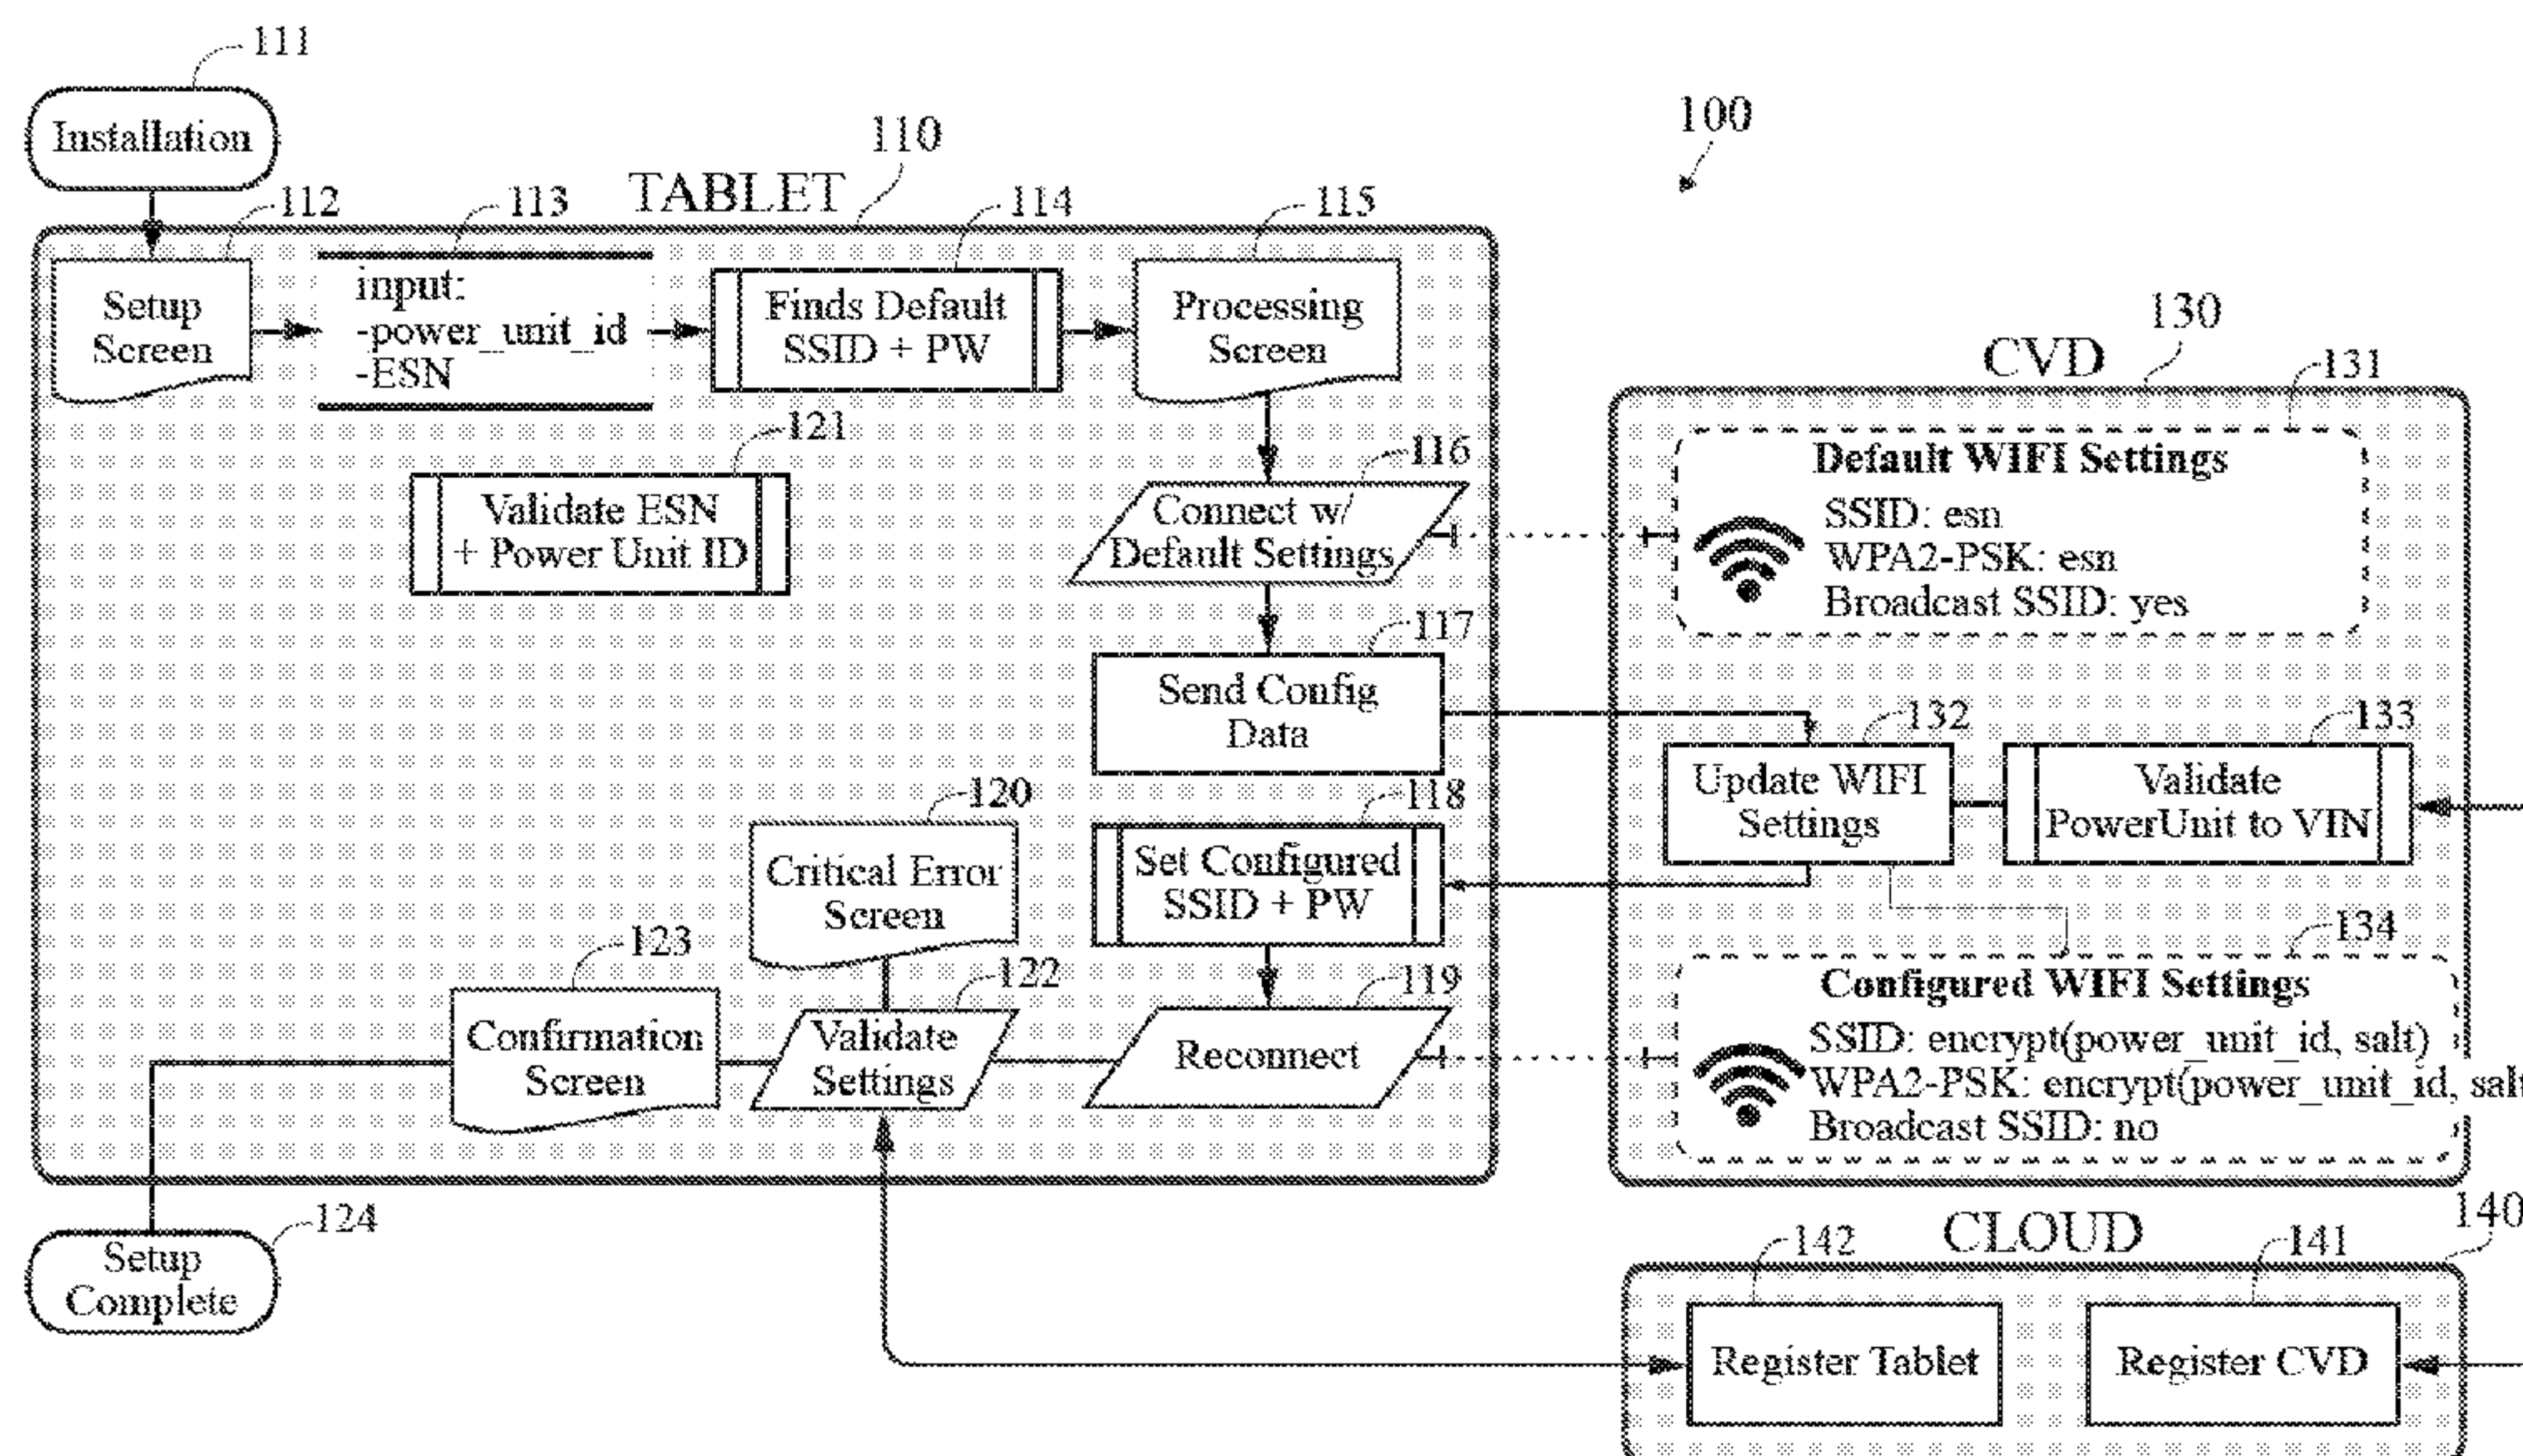 111
Installation
110
100
TABLET
112
113
114
115
Setup
Screen
input:
-power_unit_id
-ESN
Finds Default
SSID + PW
Processing
Screen
121
Validate ESN
+ Power Unit ID
116
Connect w/
Default Settings
117
Send Config
Data
118
Set Configured
SSID + PW
120
Critical Error
Screen
119
Reconnect
122
Validate
Settings
123
Confirmation
Screen
124
Setup
Complete
130
CVD
131
Default WIFI Settings
SSID: esn
WPA2-PSK: esn
Broadcast SSID: yes
132
Update WIFI
Settings
133
Validate
PowerUnit to VIN
134
Configured WIFI Settings
SSID: encrypt(power_unit_id, salt)
WPA2-PSK: encrypt(power_unit_id, salt
Broadcast SSID: no
140
CLOUD
142
Register Tablet
141
Register CVD